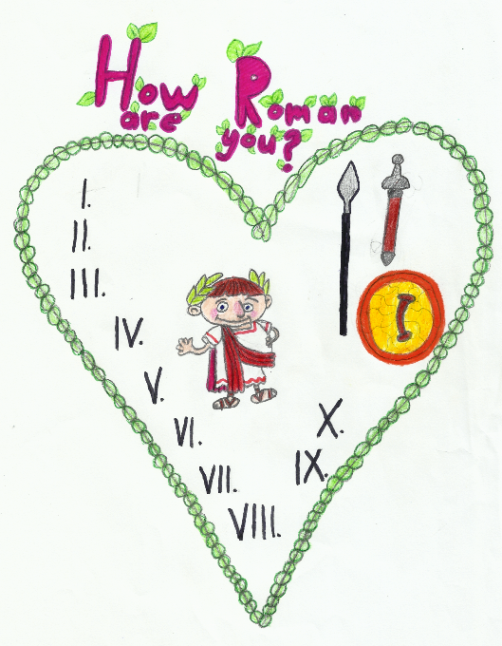 How Roman
are you?
I.
II.
III.
IV.
V.
VI.
VII.
VIII.
IX.
X.